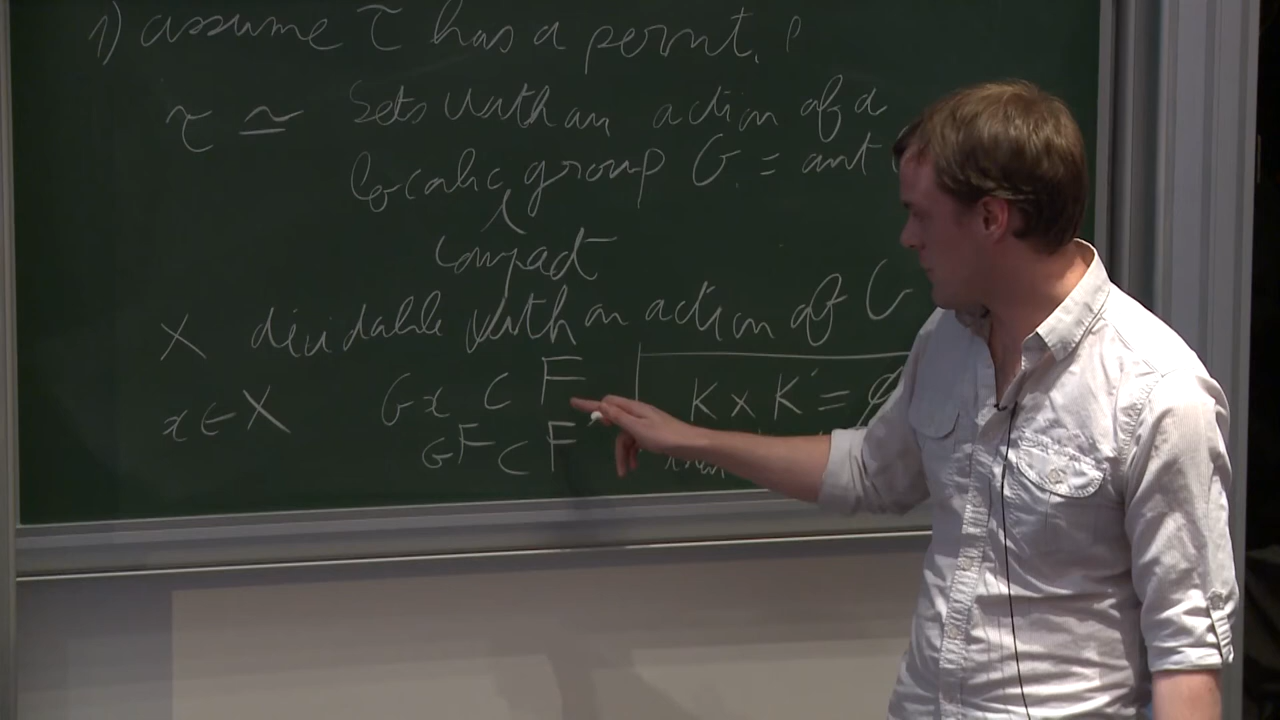 1) assume τ has a point. p
τ ≃ Sets with an action of a
localic group G = aut
compact
X decidable with an action of G
x ∈ X Gx ⊂ F K × K' = φ
GF ⊂ F